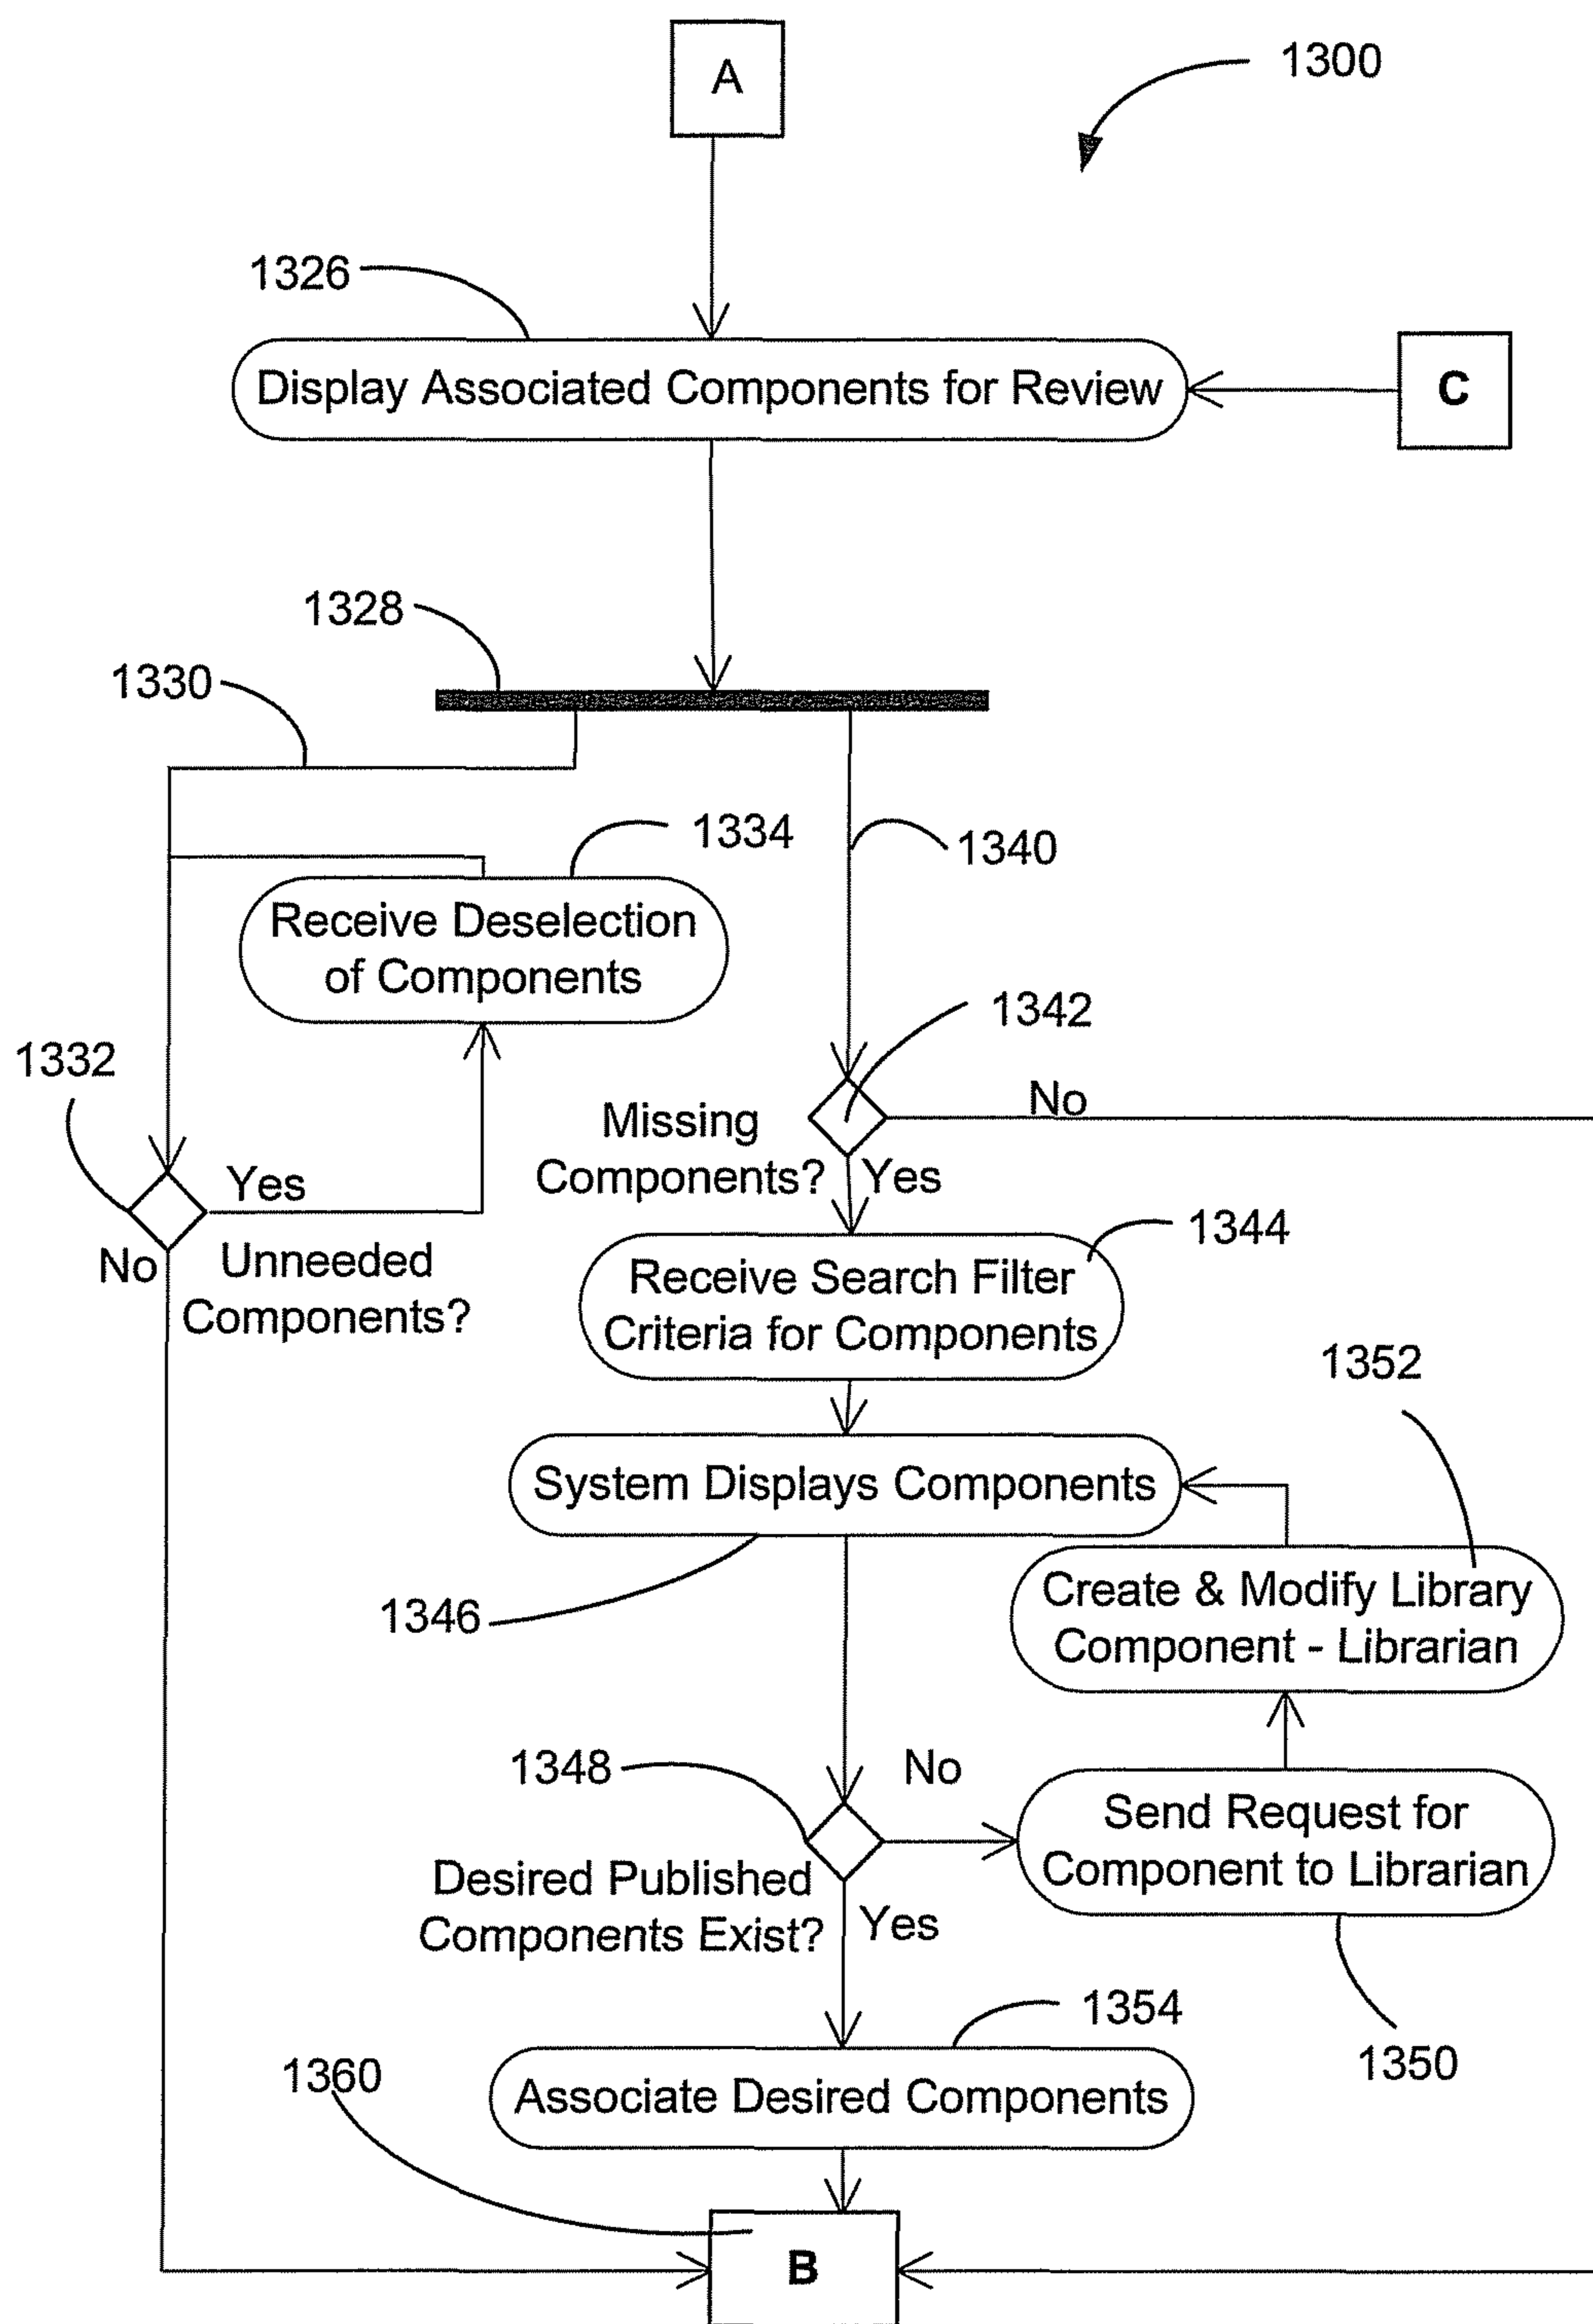 A
1300
1326
Display Associated Components for Review
C
1328
1330
1334
1340
Receive Deselection
of Components
1342
1332
No
Missing
Components?
Yes
Yes
1344
No
Unneeded
Components?
Receive Search Filter
Criteria for Components
1352
System Displays Components
Create & Modify Library
Component - Librarian
1346
1348
No
Send Request for
Component to Librarian
Desired Published
Components Exist?
Yes
1354
1350
1360
Associate Desired Components
B